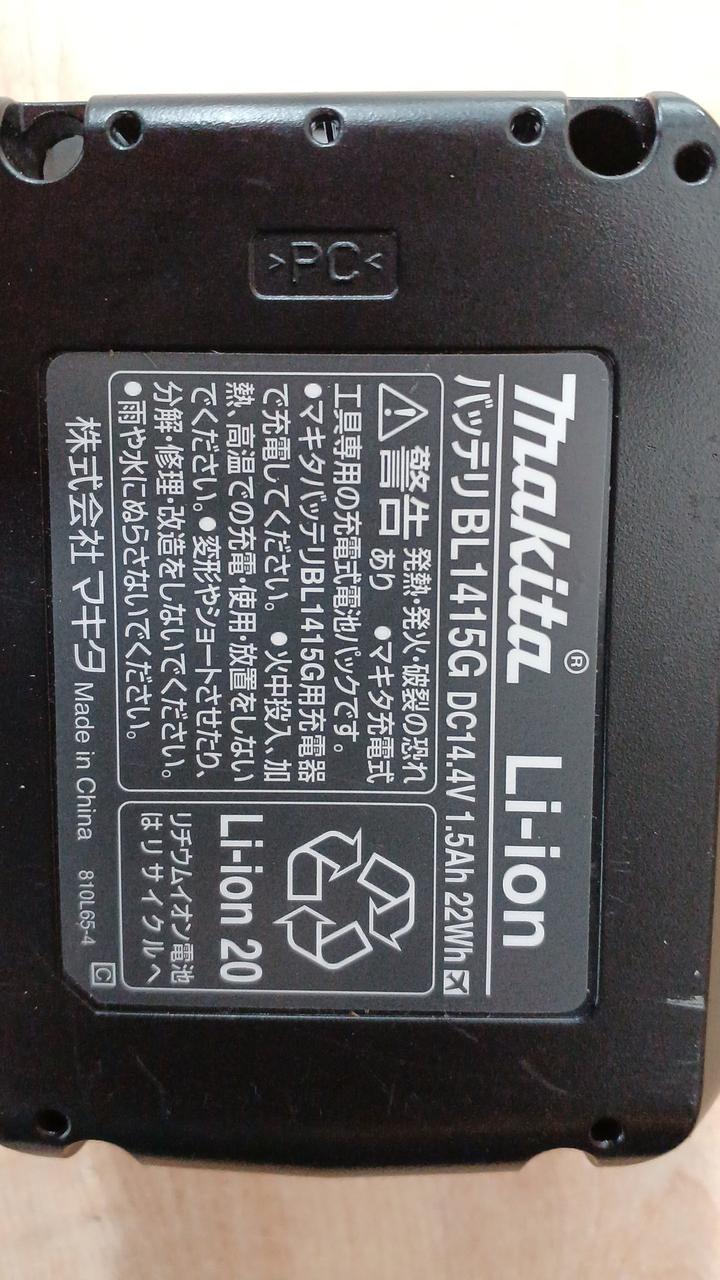 >PC<
makita® Li-ion
バッテリBL1415G DC14.4V 1.5Ah 22Wh
警告 発熱・発火・破裂の恐れ
あり ●マキタ充電式
工具専用の充電式電池パックです。
●マキタバッテリBL1415G用充電器
で充電してください。 ●火中投入、加
熱、高温での充電・使用・放置をしない
でください。●変形やショートさせたり、
分解・修理・改造をしないでください。
●雨や水にぬらさないでください。
Li-ion 20
リチウムイオン電池
はリサイクルへ
株式会社 マキタ Made in China 810L65-4 C